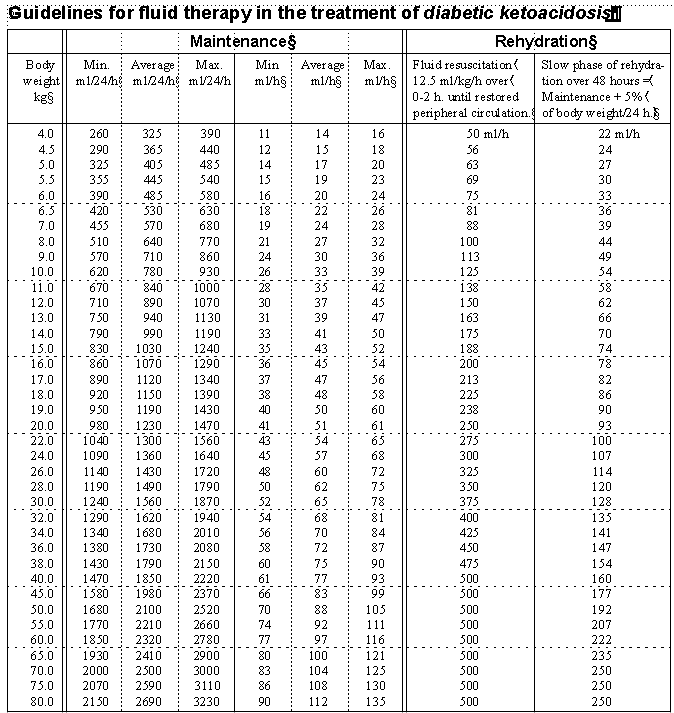 Guidelines for fluid therapy in the treatment of diabetic ketoacidosis¶
Maintenance§ Rehydration§
Body Min. Average Max. Min Average Max. Fluid resuscitation{ Slow phase of rehydra-
weight ml/24/h§ ml/24/h§ ml/24/h ml/h§ ml/h§ ml/h§ 12.5 ml/kg/h over{ tion over 48 hours ={
kg§ 0-2 h. until restored Maintenance + 5% {
peripheral circulation.§ of body weight/24 h.§
4.0 260 325 390 11 14 16 50 ml/h 22 ml/h
4.5 290 365 440 12 15 18 56 24
5.0 325 405 485 14 17 20 63 27
5.5 355 445 540 15 19 23 69 30
6.0 390 485 580 16 20 24 75 33
6.5 420 530 630 18 22 26 81 36
7.0 455 570 680 19 24 28 88 39
8.0 510 640 770 21 27 32 100 44
9.0 570 710 860 24 30 36 113 49
10.0 620 780 930 26 33 39 125 54
11.0 670 840 1000 28 35 42 138 58
12.0 710 890 1070 30 37 45 150 62
13.0 750 940 1130 31 39 47 163 66
14.0 790 990 1190 33 41 50 175 70
15.0 830 1030 1240 35 43 52 188 74
16.0 860 1070 1290 36 45 54 200 78
17.0 890 1120 1340 37 47 56 213 82
18.0 920 1150 1390 38 48 58 225 86
19.0 950 1190 1430 40 50 60 238 90
20.0 980 1230 1470 41 51 61 250 93
22.0 1040 1300 1560 43 54 65 275 100
24.0 1090 1360 1640 45 57 68 300 107
26.0 1140 1430 1720 48 60 72 325 114
28.0 1190 1490 1790 50 62 75 350 120
30.0 1240 1560 1870 52 65 78 375 128
32.0 1290 1620 1940 54 68 81 400 135
34.0 1340 1680 2010 56 70 84 425 141
36.0 1380 1730 2080 58 72 87 450 147
38.0 1430 1790 2150 60 75 90 475 154
40.0 1470 1850 2220 61 77 93 500 160
45.0 1580 1980 2370 66 83 99 500 177
50.0 1680 2100 2520 70 88 105 500 192
55.0 1770 2210 2660 74 92 111 500 207
60.0 1850 2320 2780 77 97 116 500 222
65.0 1930 2410 2900 80 100 121 500 235
70.0 2000 2500 3000 83 104 125 500 250
75.0 2070 2590 3110 86 108 130 500 250
80.0 2150 2690 3230 90 112 135 500 250